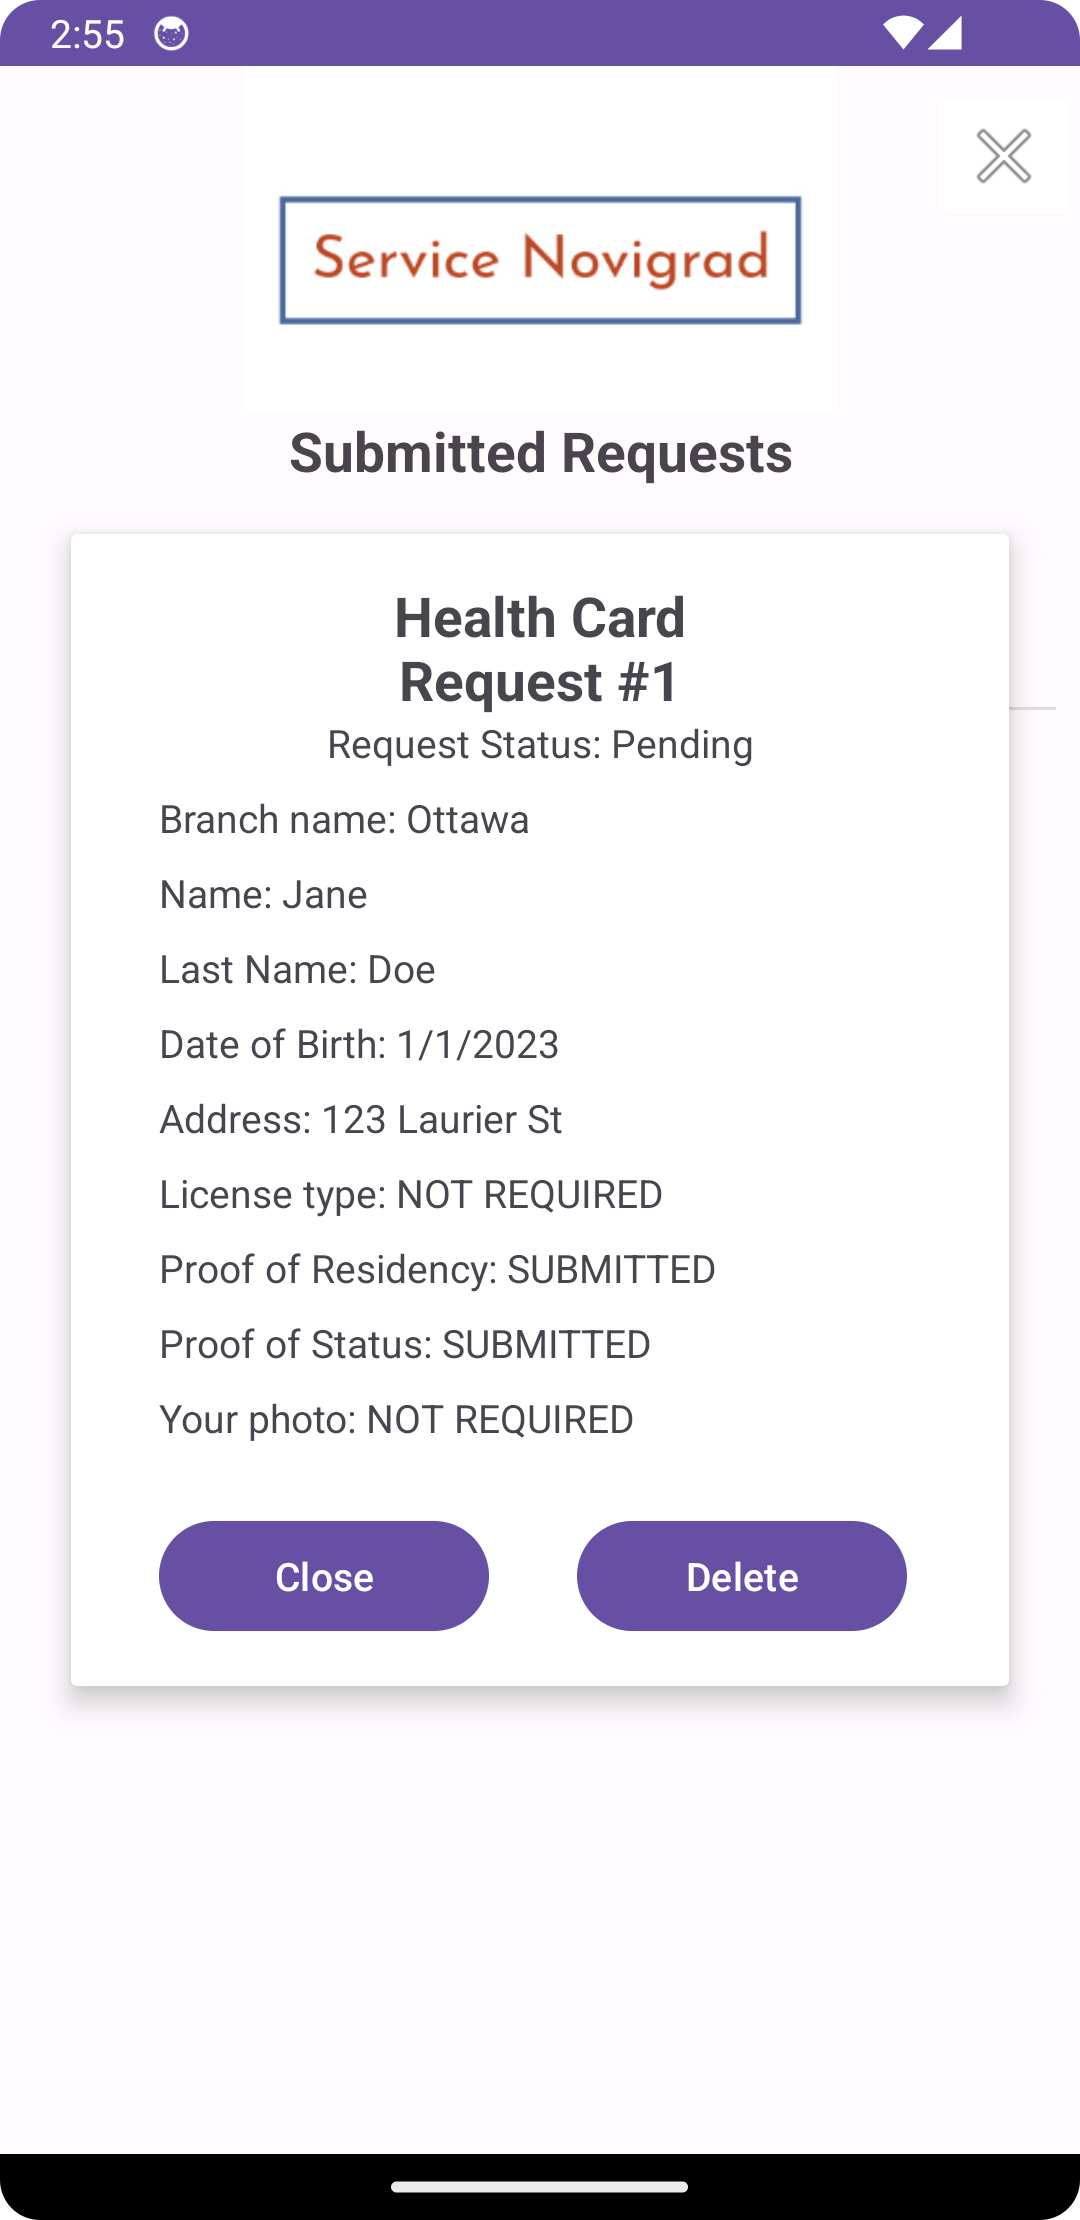 2:55
Service Novigrad
Submitted Requests
Health Card
Request #1
Request Status: Pending
Branch name: Ottawa
Name: Jane
Last Name: Doe
Date of Birth: 1/1/2023
Address: 123 Laurier St
License type: NOT REQUIRED
Proof of Residency: SUBMITTED
Proof of Status: SUBMITTED
Your photo: NOT REQUIRED
Close Delete